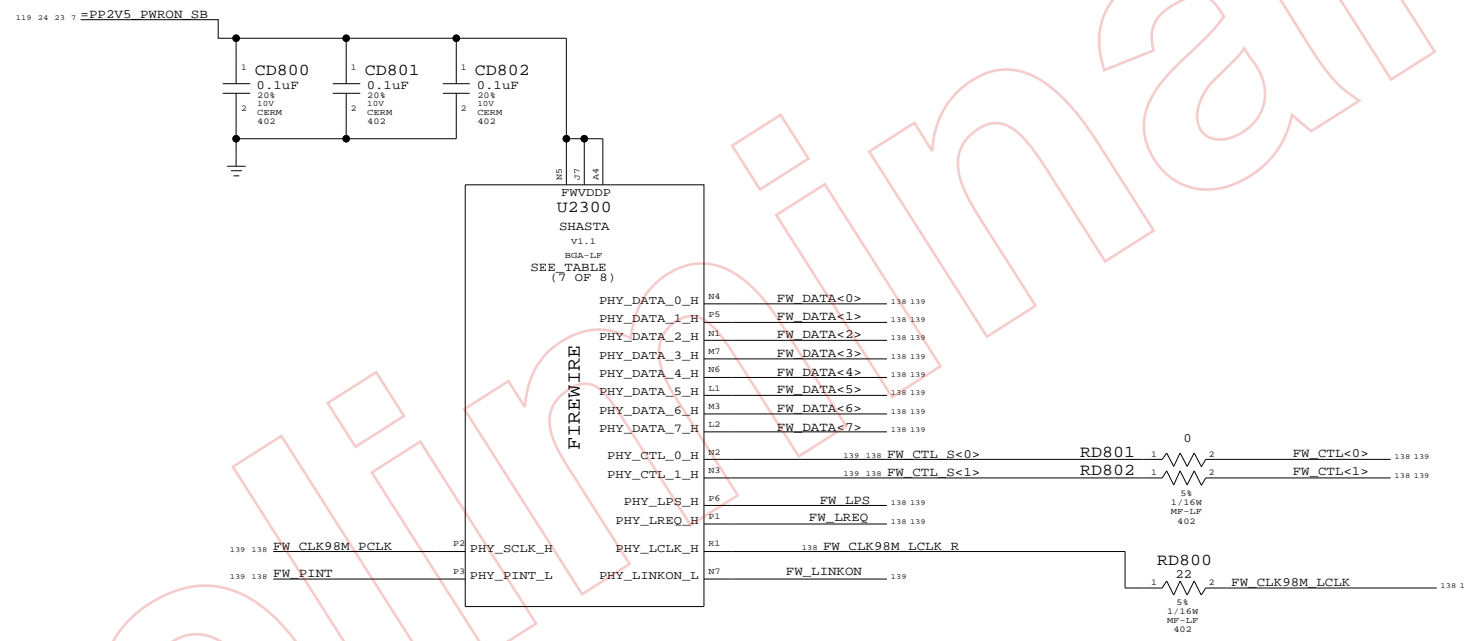 119 24 23 7 =PP2V5_PWRON_SB
1 CD800
0.1uF
20%
10V
2 CERM
402
1 CD801
0.1uF
20%
10V
2 CERM
402
1 CD802
0.1uF
20%
10V
2 CERM
402
N5 J7 A4
FWVDDP
U2300
SHASTA
V1.1
BGA-LF
SEE_TABLE
(7 OF 8)
FIREWIRE
PHY_DATA_0_H N4 FW_DATA<0> 138 139
PHY_DATA_1_H P5 FW_DATA<1> 138 139
PHY_DATA_2_H N1 FW_DATA<2> 138 139
PHY_DATA_3_H M7 FW_DATA<3> 138 139
PHY_DATA_4_H N6 FW_DATA<4> 138 139
PHY_DATA_5_H L1 FW_DATA<5> 138 139
PHY_DATA_6_H M3 FW_DATA<6> 138 139
PHY_DATA_7_H L2 FW_DATA<7> 138 139
0
PHY_CTL_0_H N2 139 138 FW_CTL_S<0> RD801 1 2 FW_CTL<0> 138 139
PHY_CTL_1_H N3 139 138 FW_CTL_S<1> RD802 1 2 FW_CTL<1> 138 139
5%
1/16W
MF-LF
402
PHY_LPS_H P6 FW_LPS 138 139
PHY_LREQ_H P1 FW_LREQ 138 139
139 138 FW_CLK98M_PCLK P2 PHY_SCLK_H PHY_LCLK_H R1 138 FW_CLK98M_LCLK_R
139 138 FW_PINT P3 PHY_PINT_L PHY_LINKON_L N7 FW_LINKON 139
RD800
22
1 2 FW_CLK98M_LCLK 138 1
5%
1/16W
MF-LF
402